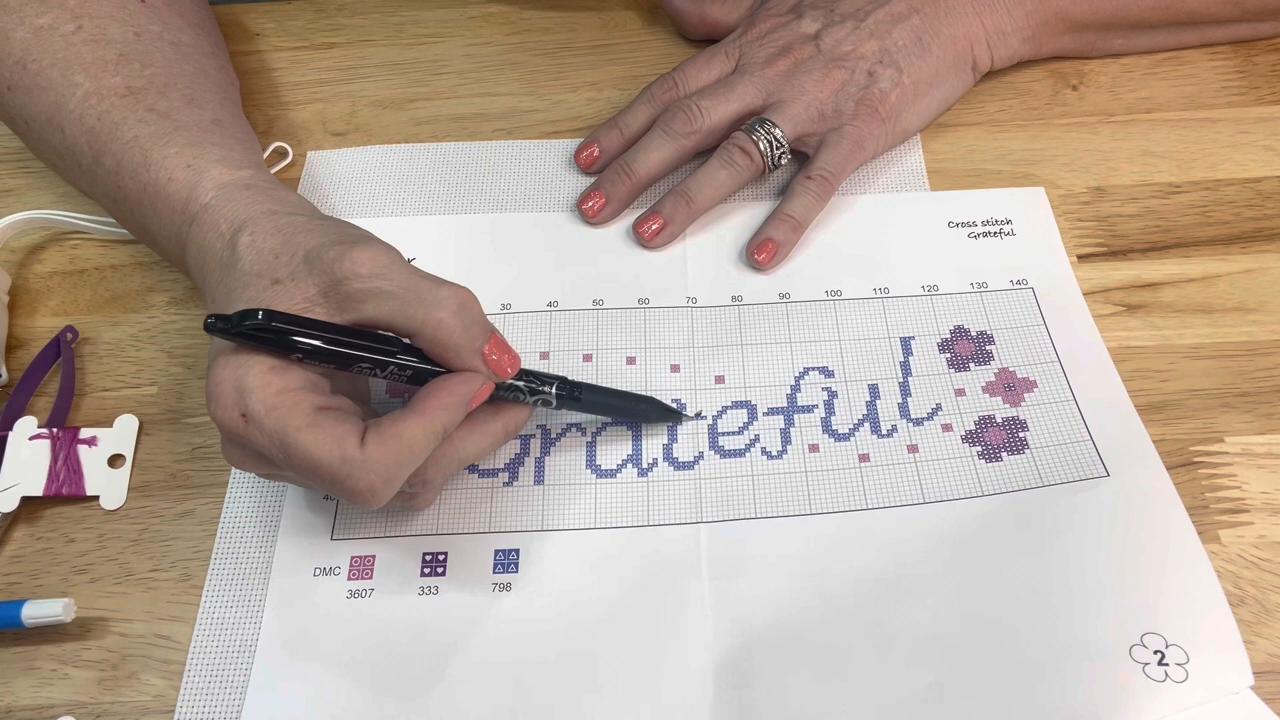 Cross stitch
Grateful
r
30 40 50 60 70 80 90 100 110 120 130 140
Grateful
40
DMC
3607 333 798
2